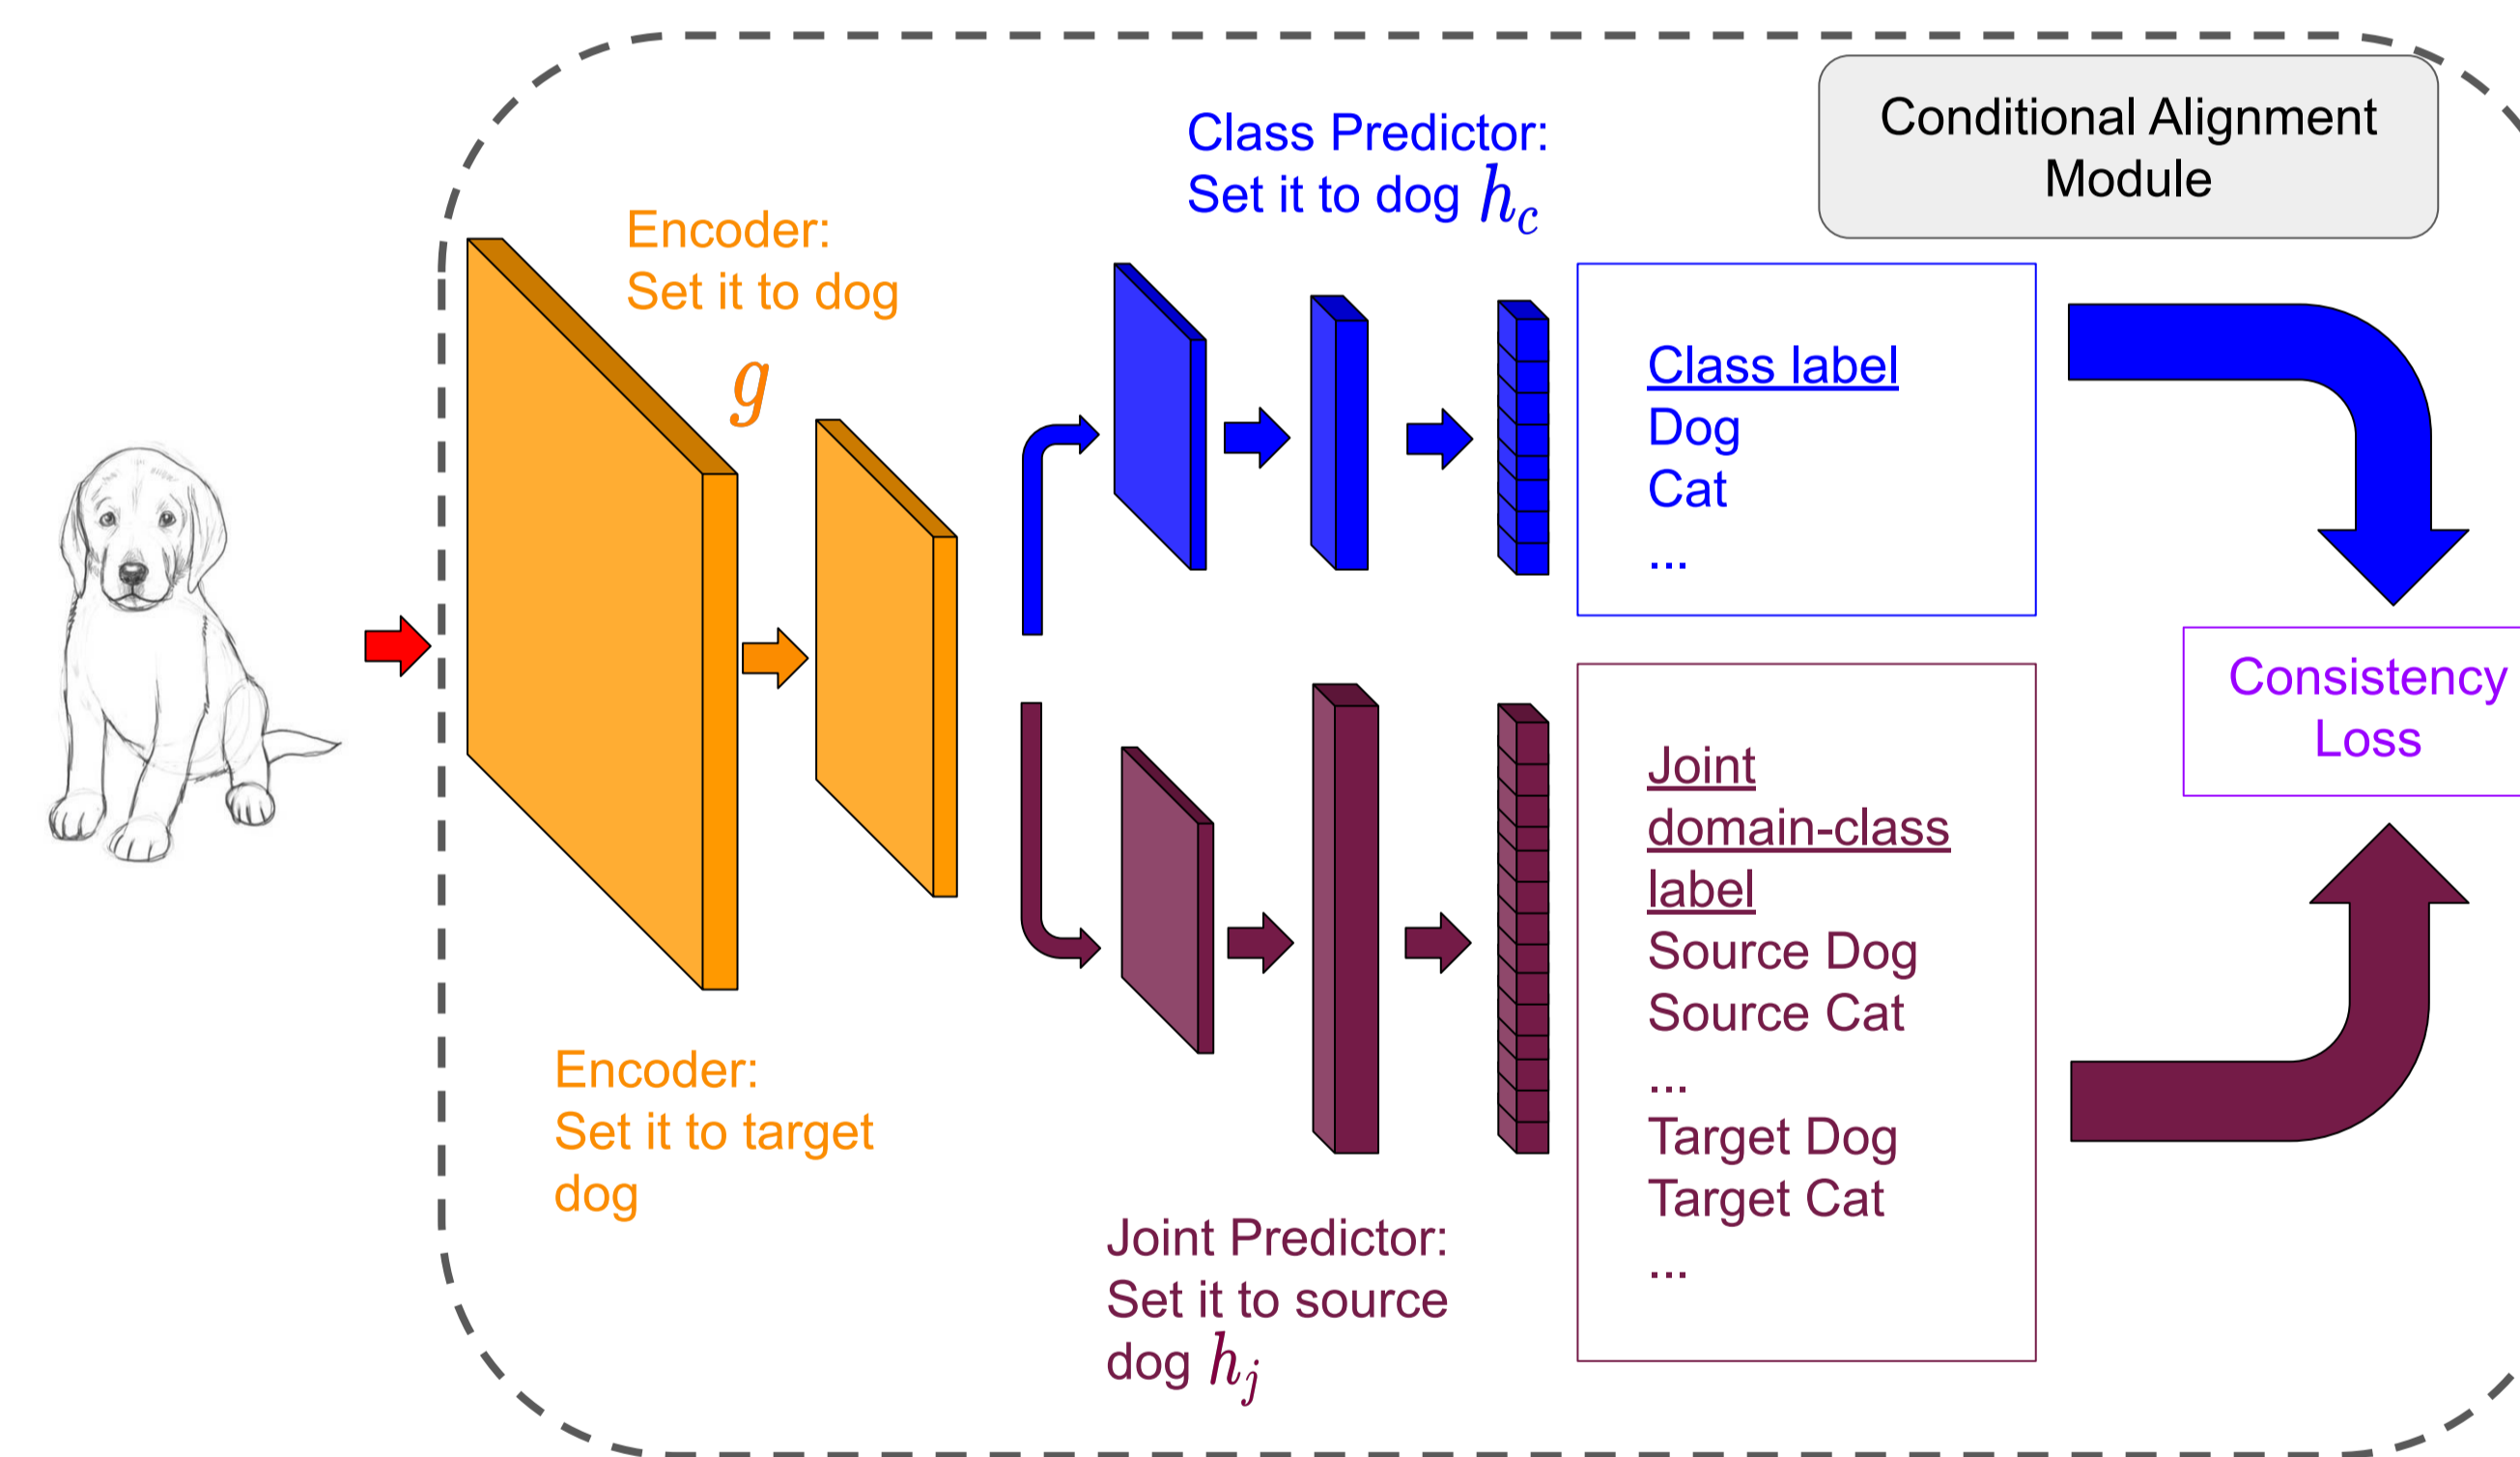 Conditional Alignment
Module
Class Predictor:
Set it to dog h_c
Encoder:
Set it to dog
g
Class label
Dog
Cat
...
Consistency
Loss
Joint
domain-class
label
Source Dog
Source Cat
...
Target Dog
Target Cat
...
Encoder:
Set it to target
dog
Joint Predictor:
Set it to source
dog h_j